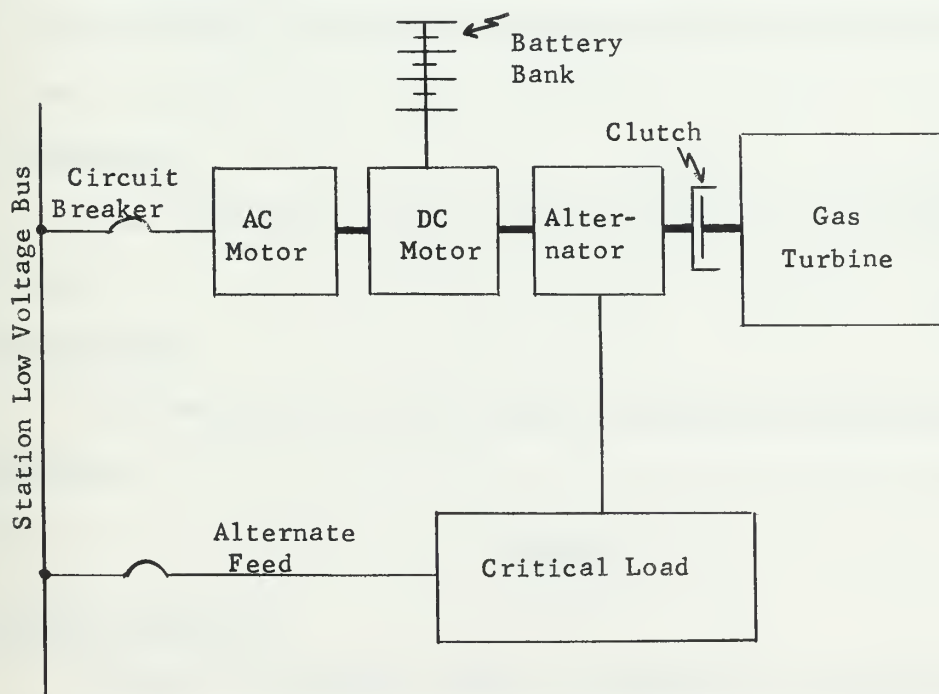 Battery
Bank
Clutch
Station Low Voltage Bus
Circuit
Breaker
AC
Motor
DC
Motor
Alter-
nator
Gas
Turbine
Alternate
Feed
Critical Load